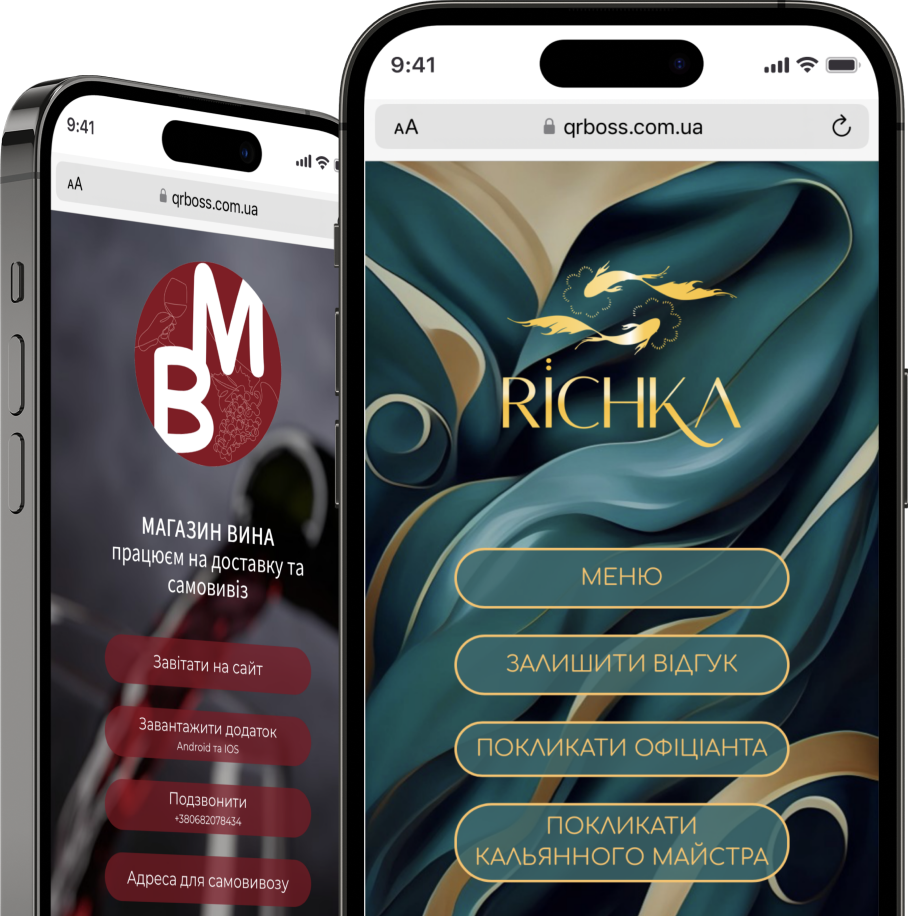 9:41
AA
qrboss.com.ua
BM
МАГАЗИН ВИНА
працюєм на доставку та
самовивіз
Завітати на сайт
Завантажити додаток
Android та IOS
Подзвонити
+380682078434
Адреса для самовивозу
9:41
AA
qrboss.com.ua
RİCHKA
МЕНЮ
ЗАЛИШИТИ ВІДГУК
ПОКЛИКАТИ ОФІЦІАНТА
ПОКЛИКАТИ
КАЛЬЯННОГО МАЙСТРА